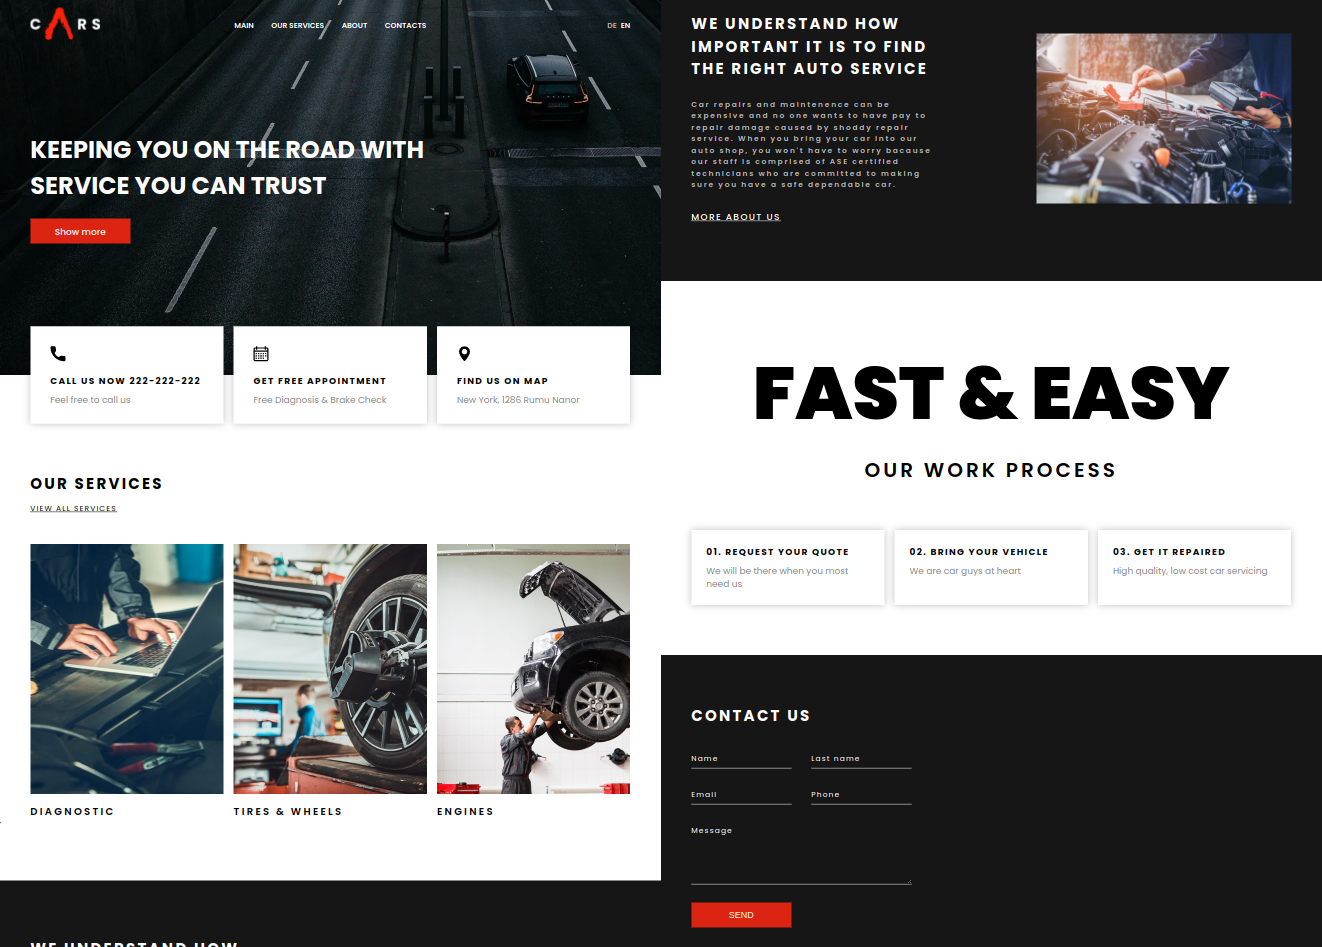 CARS
MAIN OUR SERVICES ABOUT CONTACTS
DE EN
KEEPING YOU ON THE ROAD WITH
SERVICE YOU CAN TRUST
Show more
CALL US NOW 222-222-222
Feel free to call us
GET FREE APPOINTMENT
Free Diagnosis & Brake Check
FIND US ON MAP
New York, 1286 Rumu Nanor
OUR SERVICES
VIEW ALL SERVICES
DIAGNOSTIC
TIRES & WHEELS
ENGINES
WE UNDERSTAND HOW
WE UNDERSTAND HOW
IMPORTANT IT IS TO FIND
THE RIGHT AUTO SERVICE
Car repairs and maintenence can be
expensive and no one wants to have pay to
repair damage caused by shoddy repair
service. When you bring your car into our
auto shop, you won't have to worry bacause
our staff is comprised of ASE certified
technicians who are committed to making
sure you have a safe dependable car.
MORE ABOUT US
FAST & EASY
OUR WORK PROCESS
01. REQUEST YOUR QUOTE
We will be there when you most
need us
02. BRING YOUR VEHICLE
We are car guys at heart
03. GET IT REPAIRED
High quality, low cost car servicing
CONTACT US
Name
Last name
Email
Phone
Message
SEND